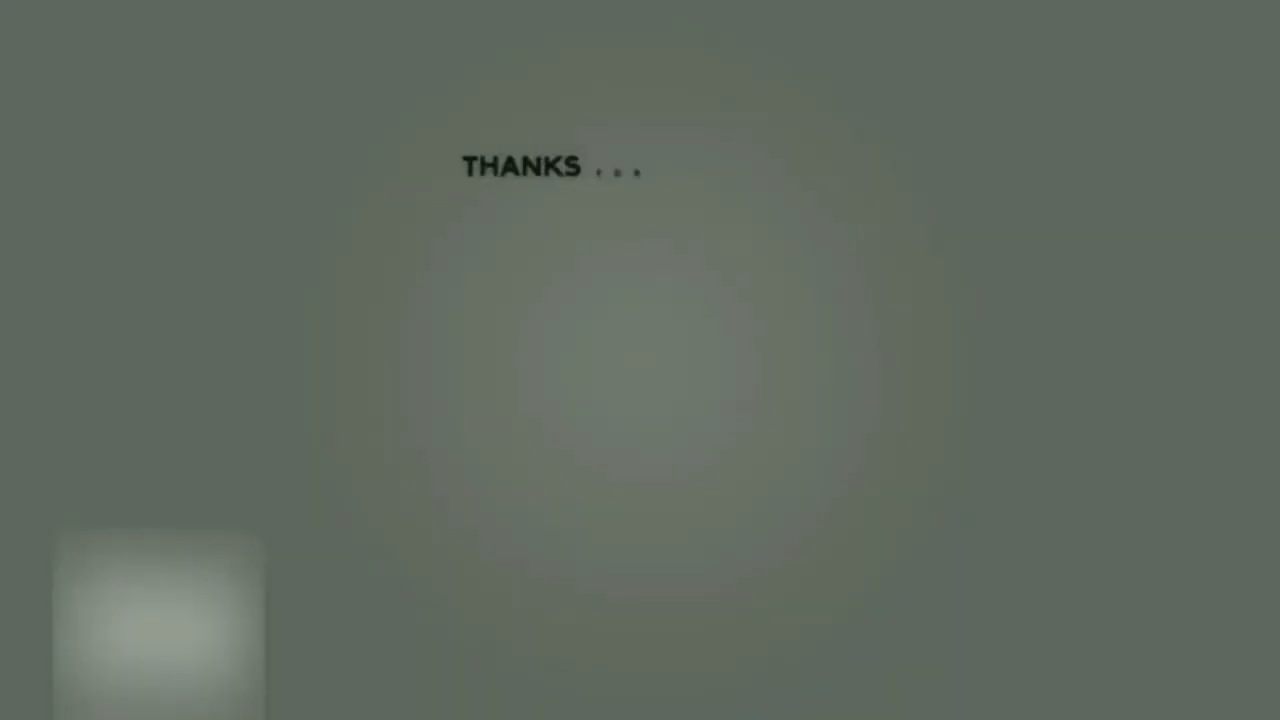 THANKS . . .